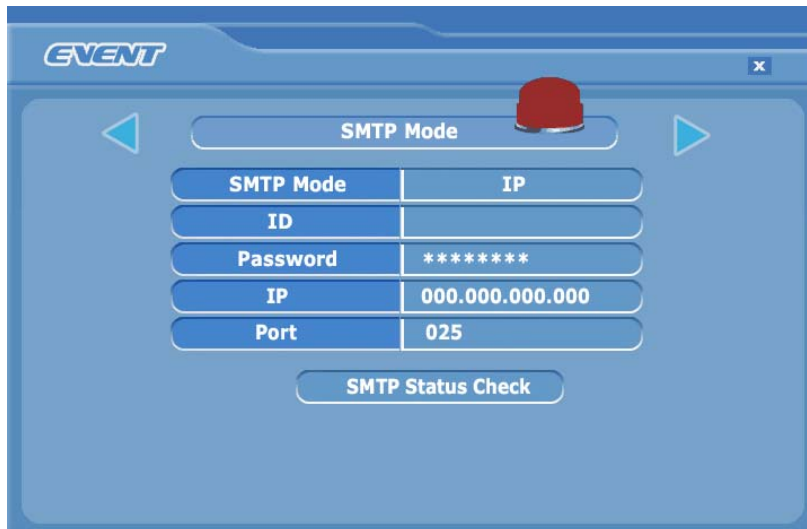 EVENT
x
SMTP Mode
SMTP Mode IP
ID
Password ********
IP 000.000.000.000
Port 025
SMTP Status Check